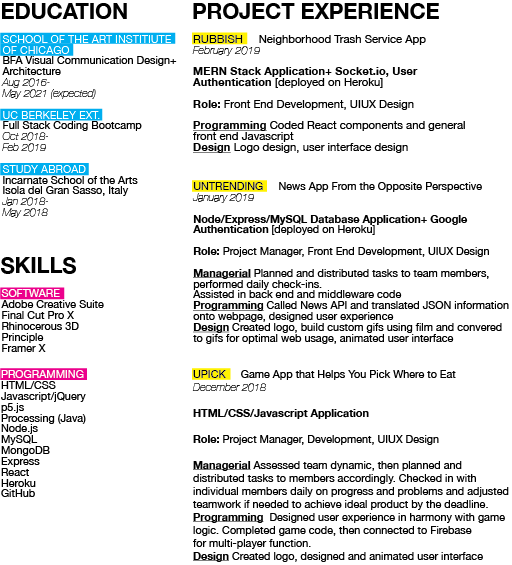 EDUCATION
SCHOOL OF THE ART INSTITIUTE
OF CHICAGO
BFA Visual Communication Design+
Architecture
Aug 2016-
May 2021 (expected)
UC BERKELEY EXT.
Full Stack Coding Bootcamp
Oct 2018-
Feb 2019
STUDY ABROAD
Incarnate School of the Arts
Isola del Gran Sasso, Italy
Jan 2018-
May 2018
SKILLS
SOFTWARE
Adobe Creative Suite
Final Cut Pro X
Rhinocerous 3D
Principle
Framer X
PROGRAMMING
HTML/CSS
Javascript/jQuery
p5.js
Processing (Java)
Node.js
MySQL
MongoDB
Express
React
Heroku
GitHub
PROJECT EXPERIENCE
RUBBISH Neighborhood Trash Service App
February 2019
MERN Stack Application+ Socket.io, User
Authentication [deployed on Heroku]
Role: Front End Development, UIUX Design
Programming Coded React components and general
front end Javascript
Design Logo design, user interface design
UNTRENDING News App From the Opposite Perspective
January 2019
Node/Express/MySQL Database Application+ Google
Authentication [deployed on Heroku]
Role: Project Manager, Front End Development, UIUX Design
Managerial Planned and distributed tasks to team members,
performed daily check-ins.
Assisted in back end and middleware code
Programming Called News API and translated JSON information
onto webpage, designed user experience
Design Created logo, build custom gifs using film and convered
to gifs for optimal web usage, animated user interface
UPICK Game App that Helps You Pick Where to Eat
December 2018
HTML/CSS/Javascript Application
Role: Project Manager, Development, UIUX Design
Managerial Assessed team dynamic, then planned and
distributed tasks to members accordingly. Checked in with
individual members daily on progress and problems and adjusted
teamwork if needed to achieve ideal product by the deadline.
Programming Designed user experience in harmony with game
logic. Completed game code, then connected to Firebase
for multi-player function.
Design Created logo, designed and animated user interface